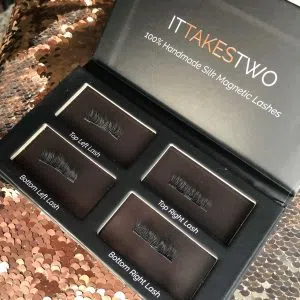 ITTAKESTWO
100% Handmade Silk Magnetic Lashes
Top Left Lash
Top Right Lash
Bottom Left Lash
Bottom Right Lash